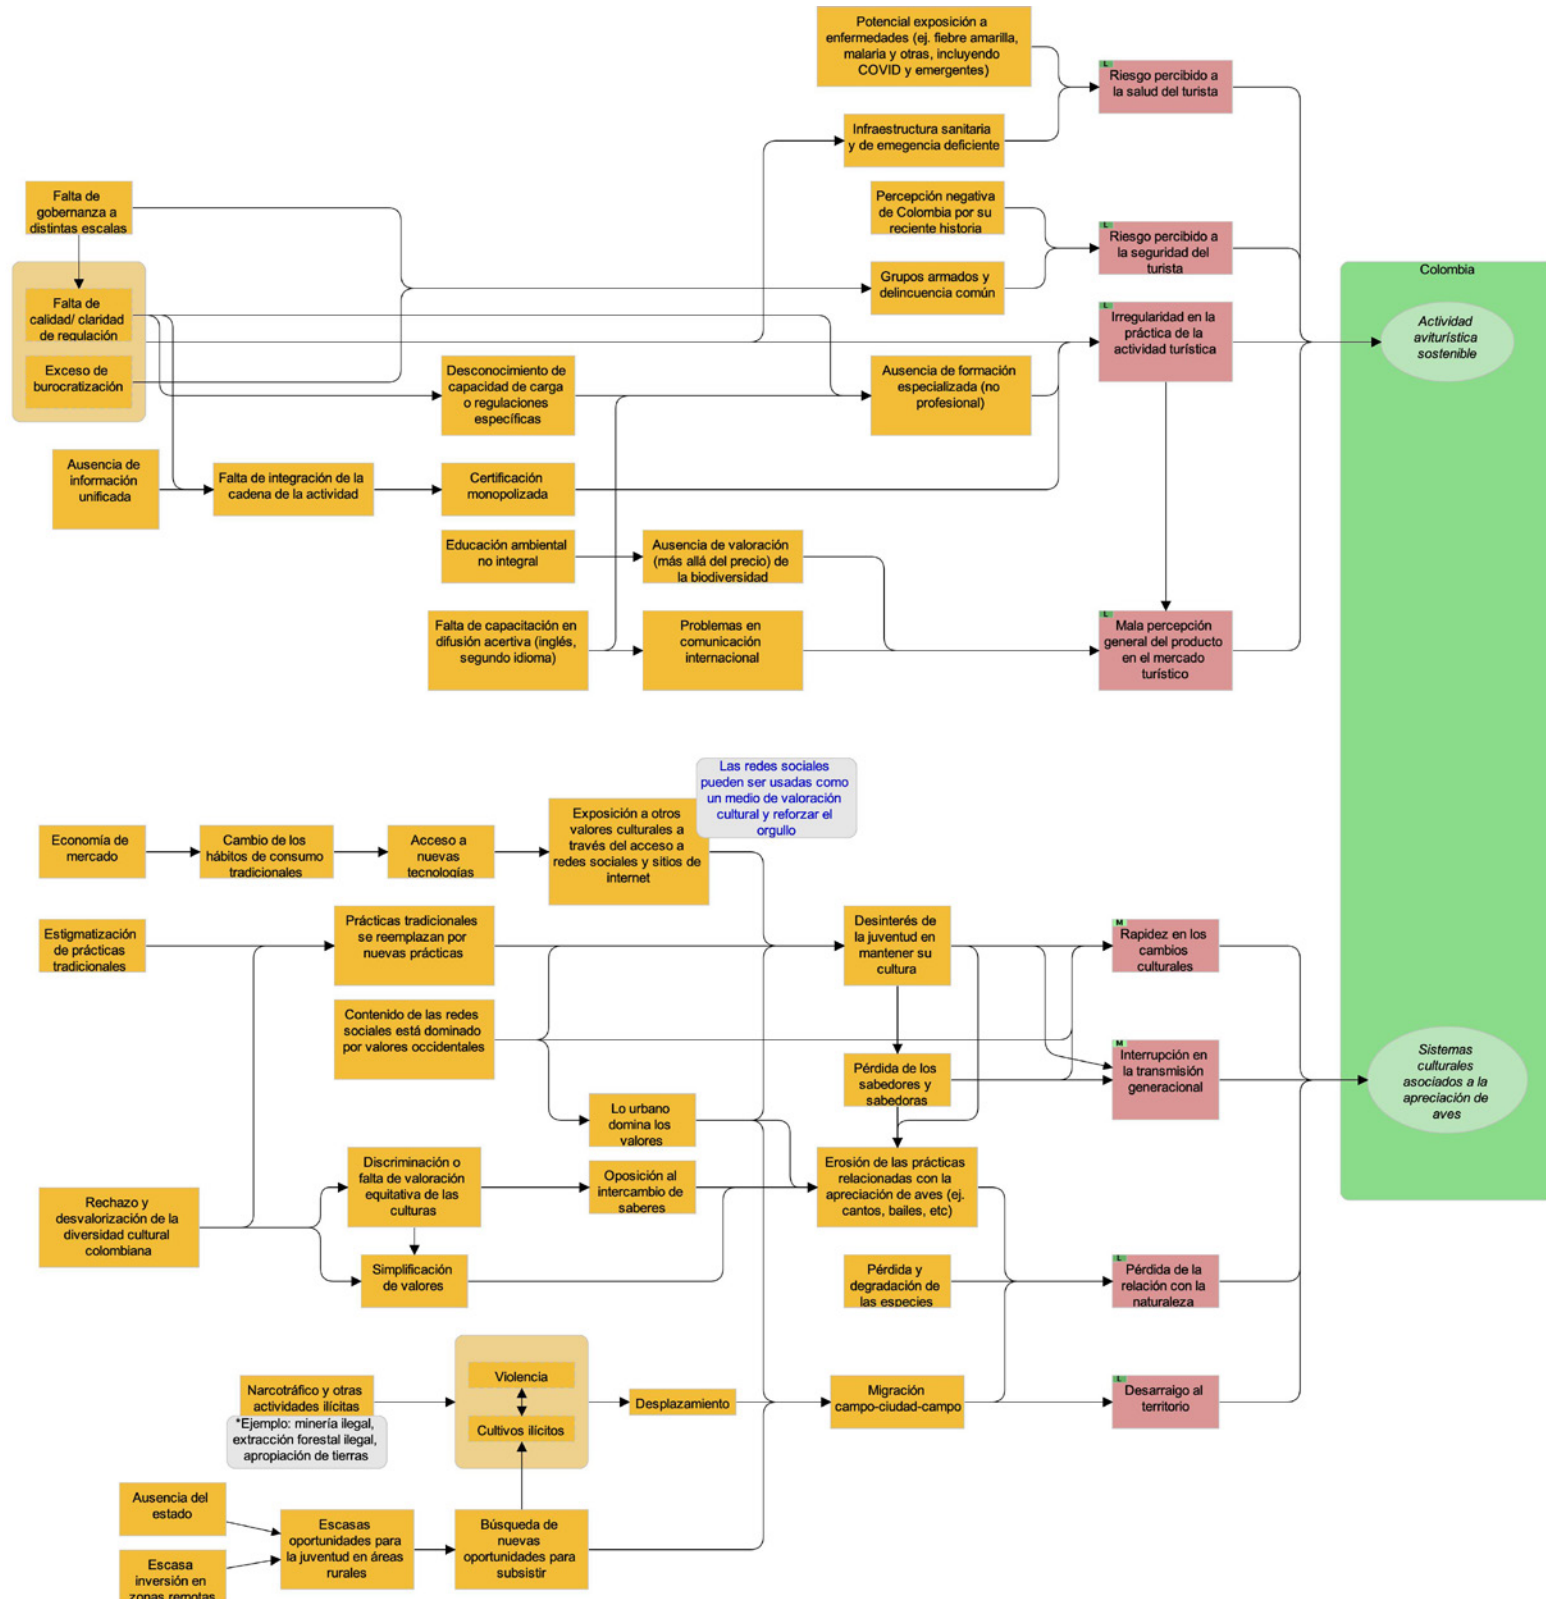 Potencial exposición a
enfermedades (ej. fiebre amarilla,
malaria y otras, incluyendo
COVID y emergentes)
L
Riesgo percibido a
la salud del turista
Infraestructura sanitaria
y de emegencia deficiente
Falta de
gobernanza a
distintas escalas
Percepción negativa
de Colombia por su
reciente historia
L
Riesgo percibido a
la seguridad del
turista
Grupos armados y
delincuencia común
Colombia
Falta de
calidad/ claridad
de regulación
Exceso de
burocratización
L
Irregularidad en la
práctica de la
actividad turística
Actividad
aviturística
sostenible
Desconocimiento de
capacidad de carga
o regulaciones
específicas
Ausencia de formación
especializada (no
profesional)
Ausencia de
información
unificada
Falta de integración de la
cadena de la actividad
Certificación
monopolizada
Educación ambiental
no integral
Ausencia de valoración
(más allá del precio) de
la biodiversidad
Falta de capacitación en
difusión acertiva (inglés,
segundo idioma)
Problemas en
comunicación
internacional
L
Mala percepción
general del producto
en el mercado
turístico
Las redes sociales
pueden ser usadas como
un medio de valoración
cultural y reforzar el
orgullo
Economía de
mercado
Cambio de los
hábitos de consumo
tradicionales
Acceso a
nuevas
tecnologías
Exposición a otros
valores culturales a
través del acceso a
redes sociales y sitios de
internet
Estigmatización
de prácticas
tradicionales
Prácticas tradicionales
se reemplazan por
nuevas prácticas
Desinterés de
la juventud en
mantener su
cultura
M
Rapidez en los
cambios
culturales
Contenido de las redes
sociales está dominado
por valores occidentales
Pérdida de los
sabedores y
sabedoras
M
Interrupción en
la transmisión
generacional
Sistemas
culturales
asociados a la
apreciación de
aves
Lo urbano
domina los
valores
Rechazo y
desvalorización de la
diversidad cultural
colombiana
Discriminación o
falta de valoración
equitativa de las
culturas
Oposición al
intercambio de
saberes
Erosión de las prácticas
relacionadas con la
apreciación de aves (ej.
cantos, bailes, etc)
Simplificación
de valores
Pérdida y
degradación de
las especies
L
Pérdida de la
relación con la
naturaleza
Narcotráfico y otras
actividades ilícitas
*Ejemplo: minería ilegal,
extracción forestal ilegal,
apropiación de tierras
Violencia
Cultivos ilícitos
Desplazamiento
Migración
campo-ciudad-campo
L
Desarraigo al
territorio
Ausencia del
estado
Escasa
inversión en
zonas remotas
Escasas
oportunidades para
la juventud en áreas
rurales
Búsqueda de
nuevas
oportunidades para
subsistir